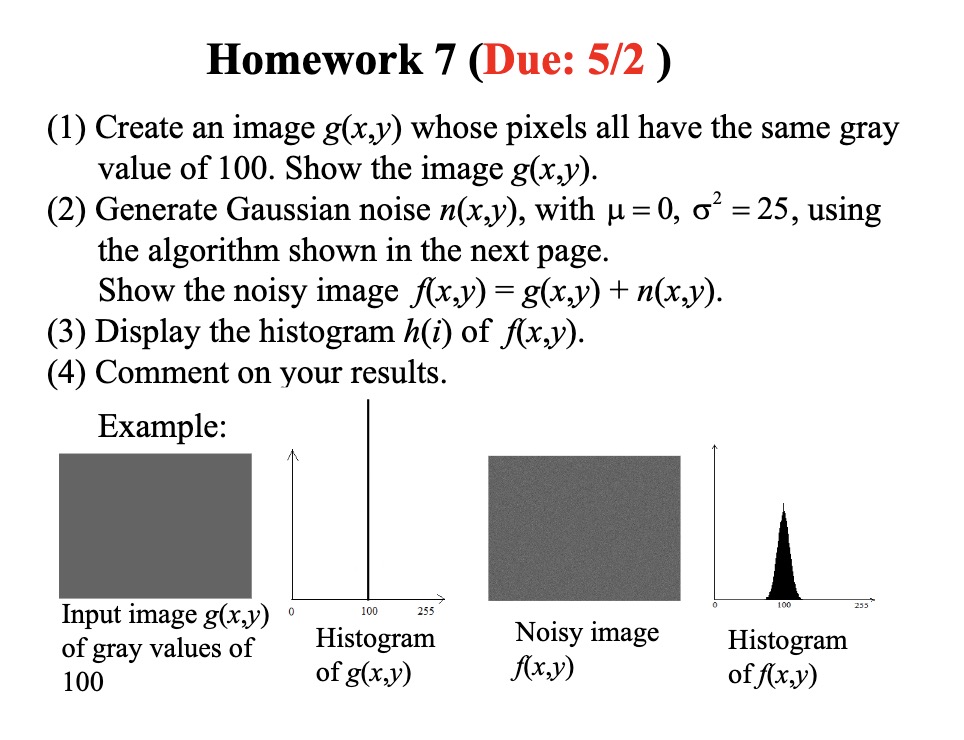 Homework 7 (Due: 5/2 )
(1) Create an image g(x,y) whose pixels all have the same gray
value of 100. Show the image g(x,y).
(2) Generate Gaussian noise n(x,y), with μ = 0, σ² = 25, using
the algorithm shown in the next page.
Show the noisy image f(x,y) = g(x,y) + n(x,y).
(3) Display the histogram h(i) of f(x,y).
(4) Comment on your results.
Example:
0 100 255
0 100 255
Input image g(x,y)
of gray values of
100
Histogram
of g(x,y)
Noisy image
f(x,y)
Histogram
of f(x,y)